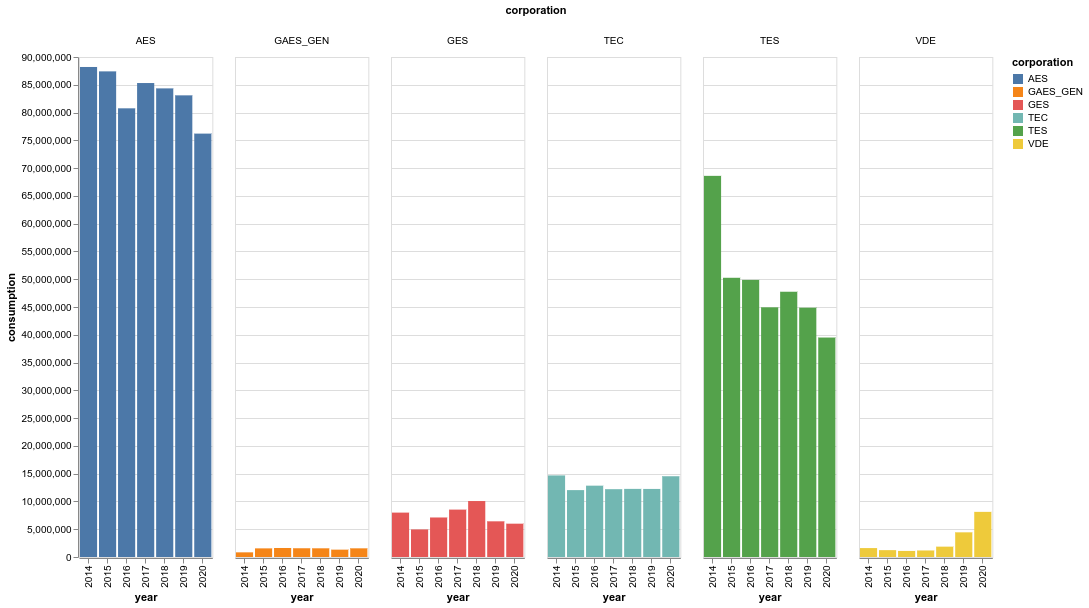 corporation
AES GAES_GEN GES TEC TES VDE
90,000,000
85,000,000
80,000,000
75,000,000
70,000,000
65,000,000
60,000,000
55,000,000
50,000,000
45,000,000
40,000,000
35,000,000
30,000,000
25,000,000
20,000,000
15,000,000
10,000,000
5,000,000
0
consumption
2014 2015 2016 2017 2018 2019 2020
year
2014 2015 2016 2017 2018 2019 2020
year
2014 2015 2016 2017 2018 2019 2020
year
2014 2015 2016 2017 2018 2019 2020
year
2014 2015 2016 2017 2018 2019 2020
year
2014 2015 2016 2017 2018 2019 2020
year
corporation
AES
GAES_GEN
GES
TEC
TES
VDE